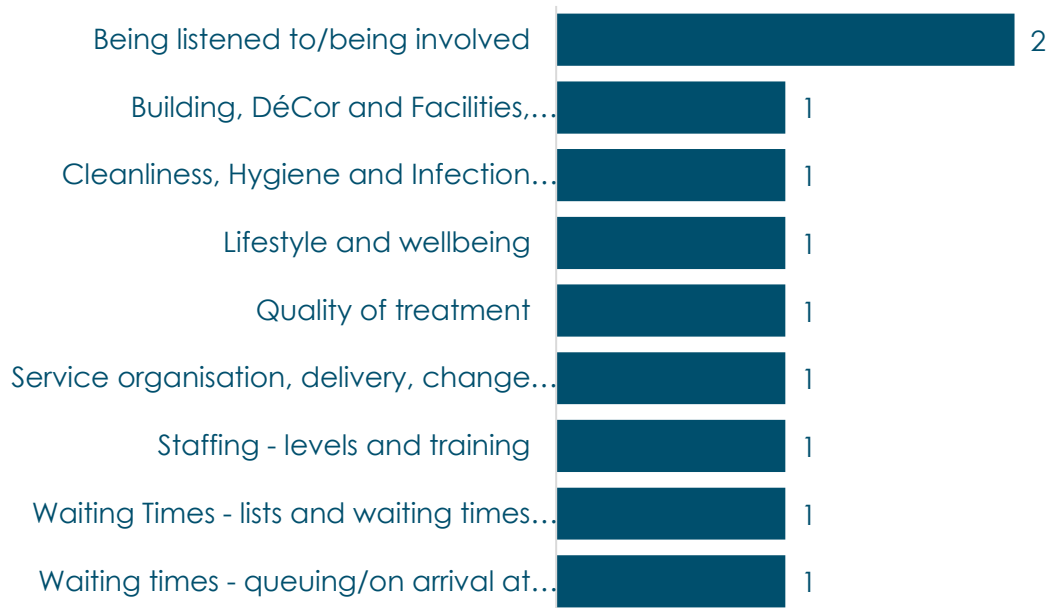 Being listened to/being involved 2
Building, DéCor and Facilities,… 1
Cleanliness, Hygiene and Infection… 1
Lifestyle and wellbeing 1
Quality of treatment 1
Service organisation, delivery, change… 1
Staffing - levels and training 1
Waiting Times - lists and waiting times… 1
Waiting times - queuing/on arrival at… 1